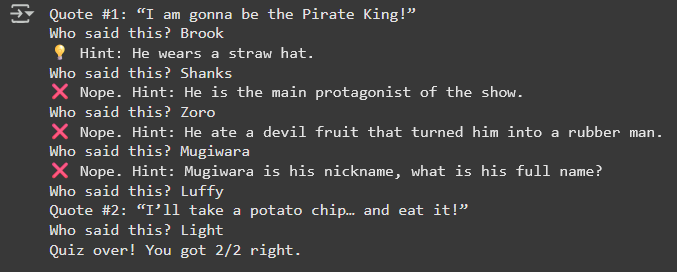 Quote #1: “I am gonna be the Pirate King!”
Who said this? Brook
💡 Hint: He wears a straw hat.
Who said this? Shanks
❌ Nope. Hint: He is the main protagonist of the show.
Who said this? Zoro
❌ Nope. Hint: He ate a devil fruit that turned him into a rubber man.
Who said this? Mugiwara
❌ Nope. Hint: Mugiwara is his nickname, what is his full name?
Who said this? Luffy
Quote #2: “I’ll take a potato chip… and eat it!”
Who said this? Light
Quiz over! You got 2/2 right.